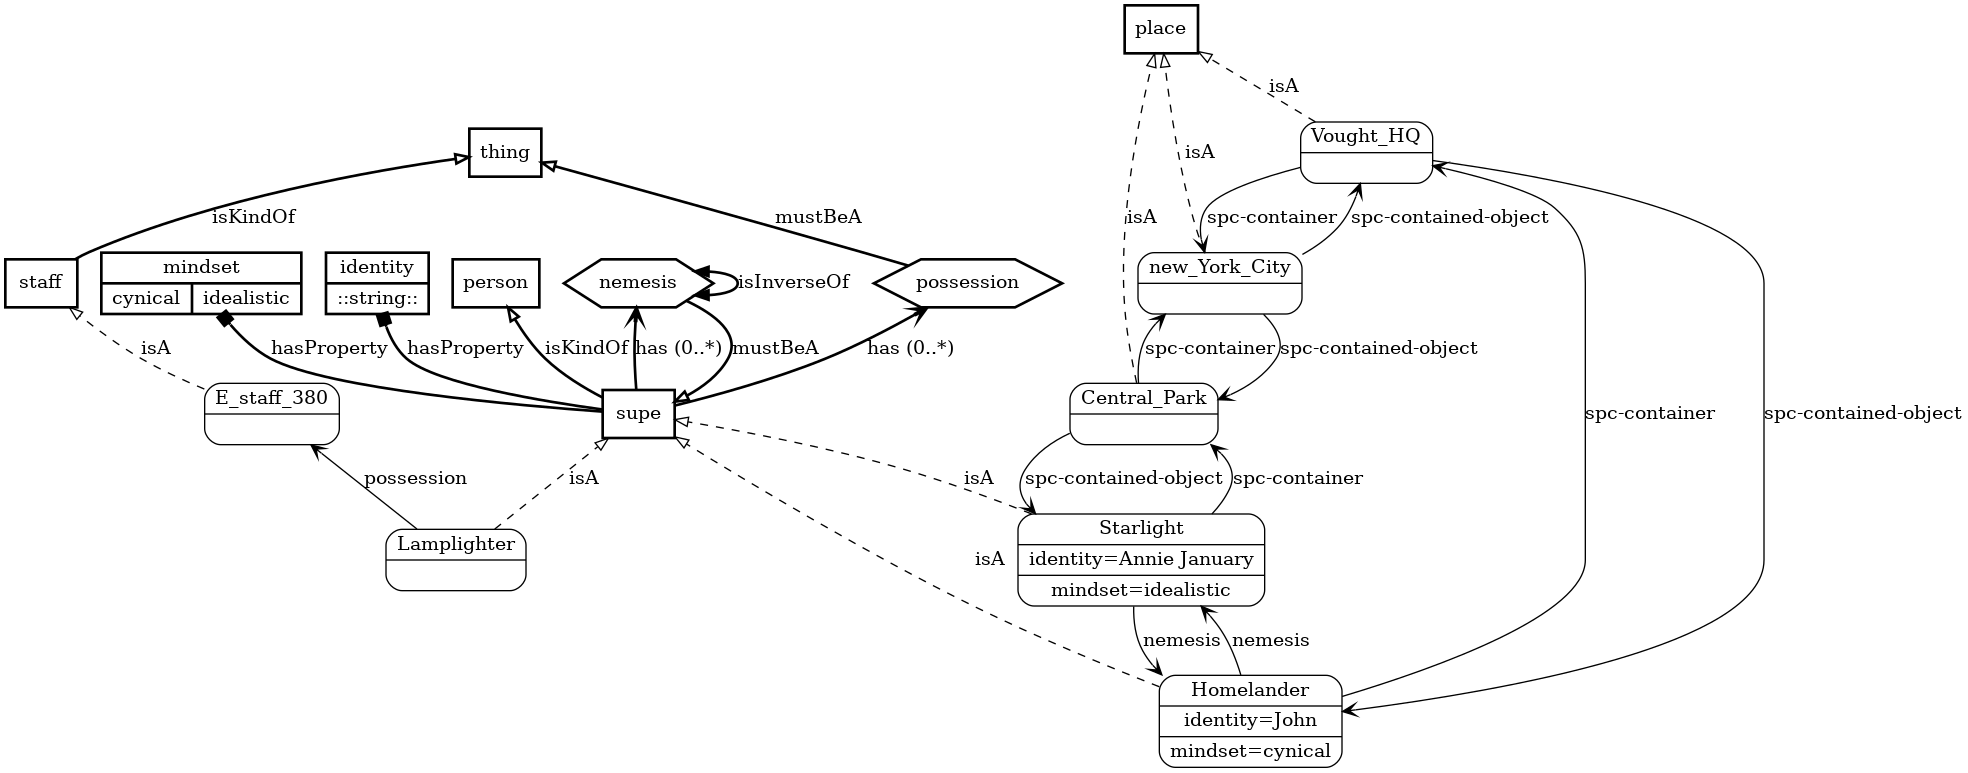 place
isA
Vought_HQ
thing
isA
isKindOf
mustBeA
isA
spc-container
spc-contained-object
mindset
cynical
idealistic
identity
::string::
staff
person
nemesis
isInverseOf
possession
new_York_City
isA
hasProperty
hasProperty
isKindOf
has (0..*)
mustBeA
has (0..*)
spc-container
spc-contained-object
E_staff_380
supe
Central_Park
spc-container
spc-contained-object
possession
isA
isA
spc-contained-object
spc-container
Lamplighter
Starlight
identity=Annie January
mindset=idealistic
isA
nemesis
nemesis
Homelander
identity=John
mindset=cynical